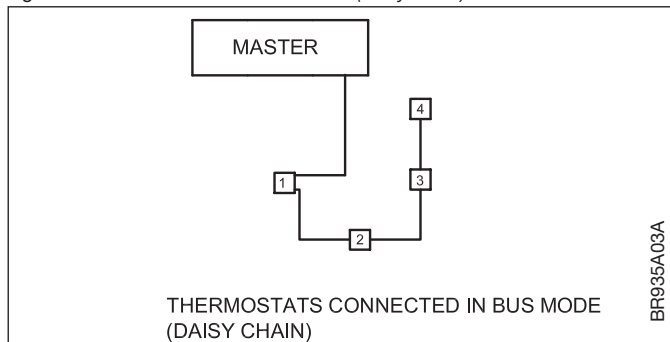 MASTER
4
1
3
2
THERMOSTATS CONNECTED IN BUS MODE
(DAISY CHAIN)
BR935A03A